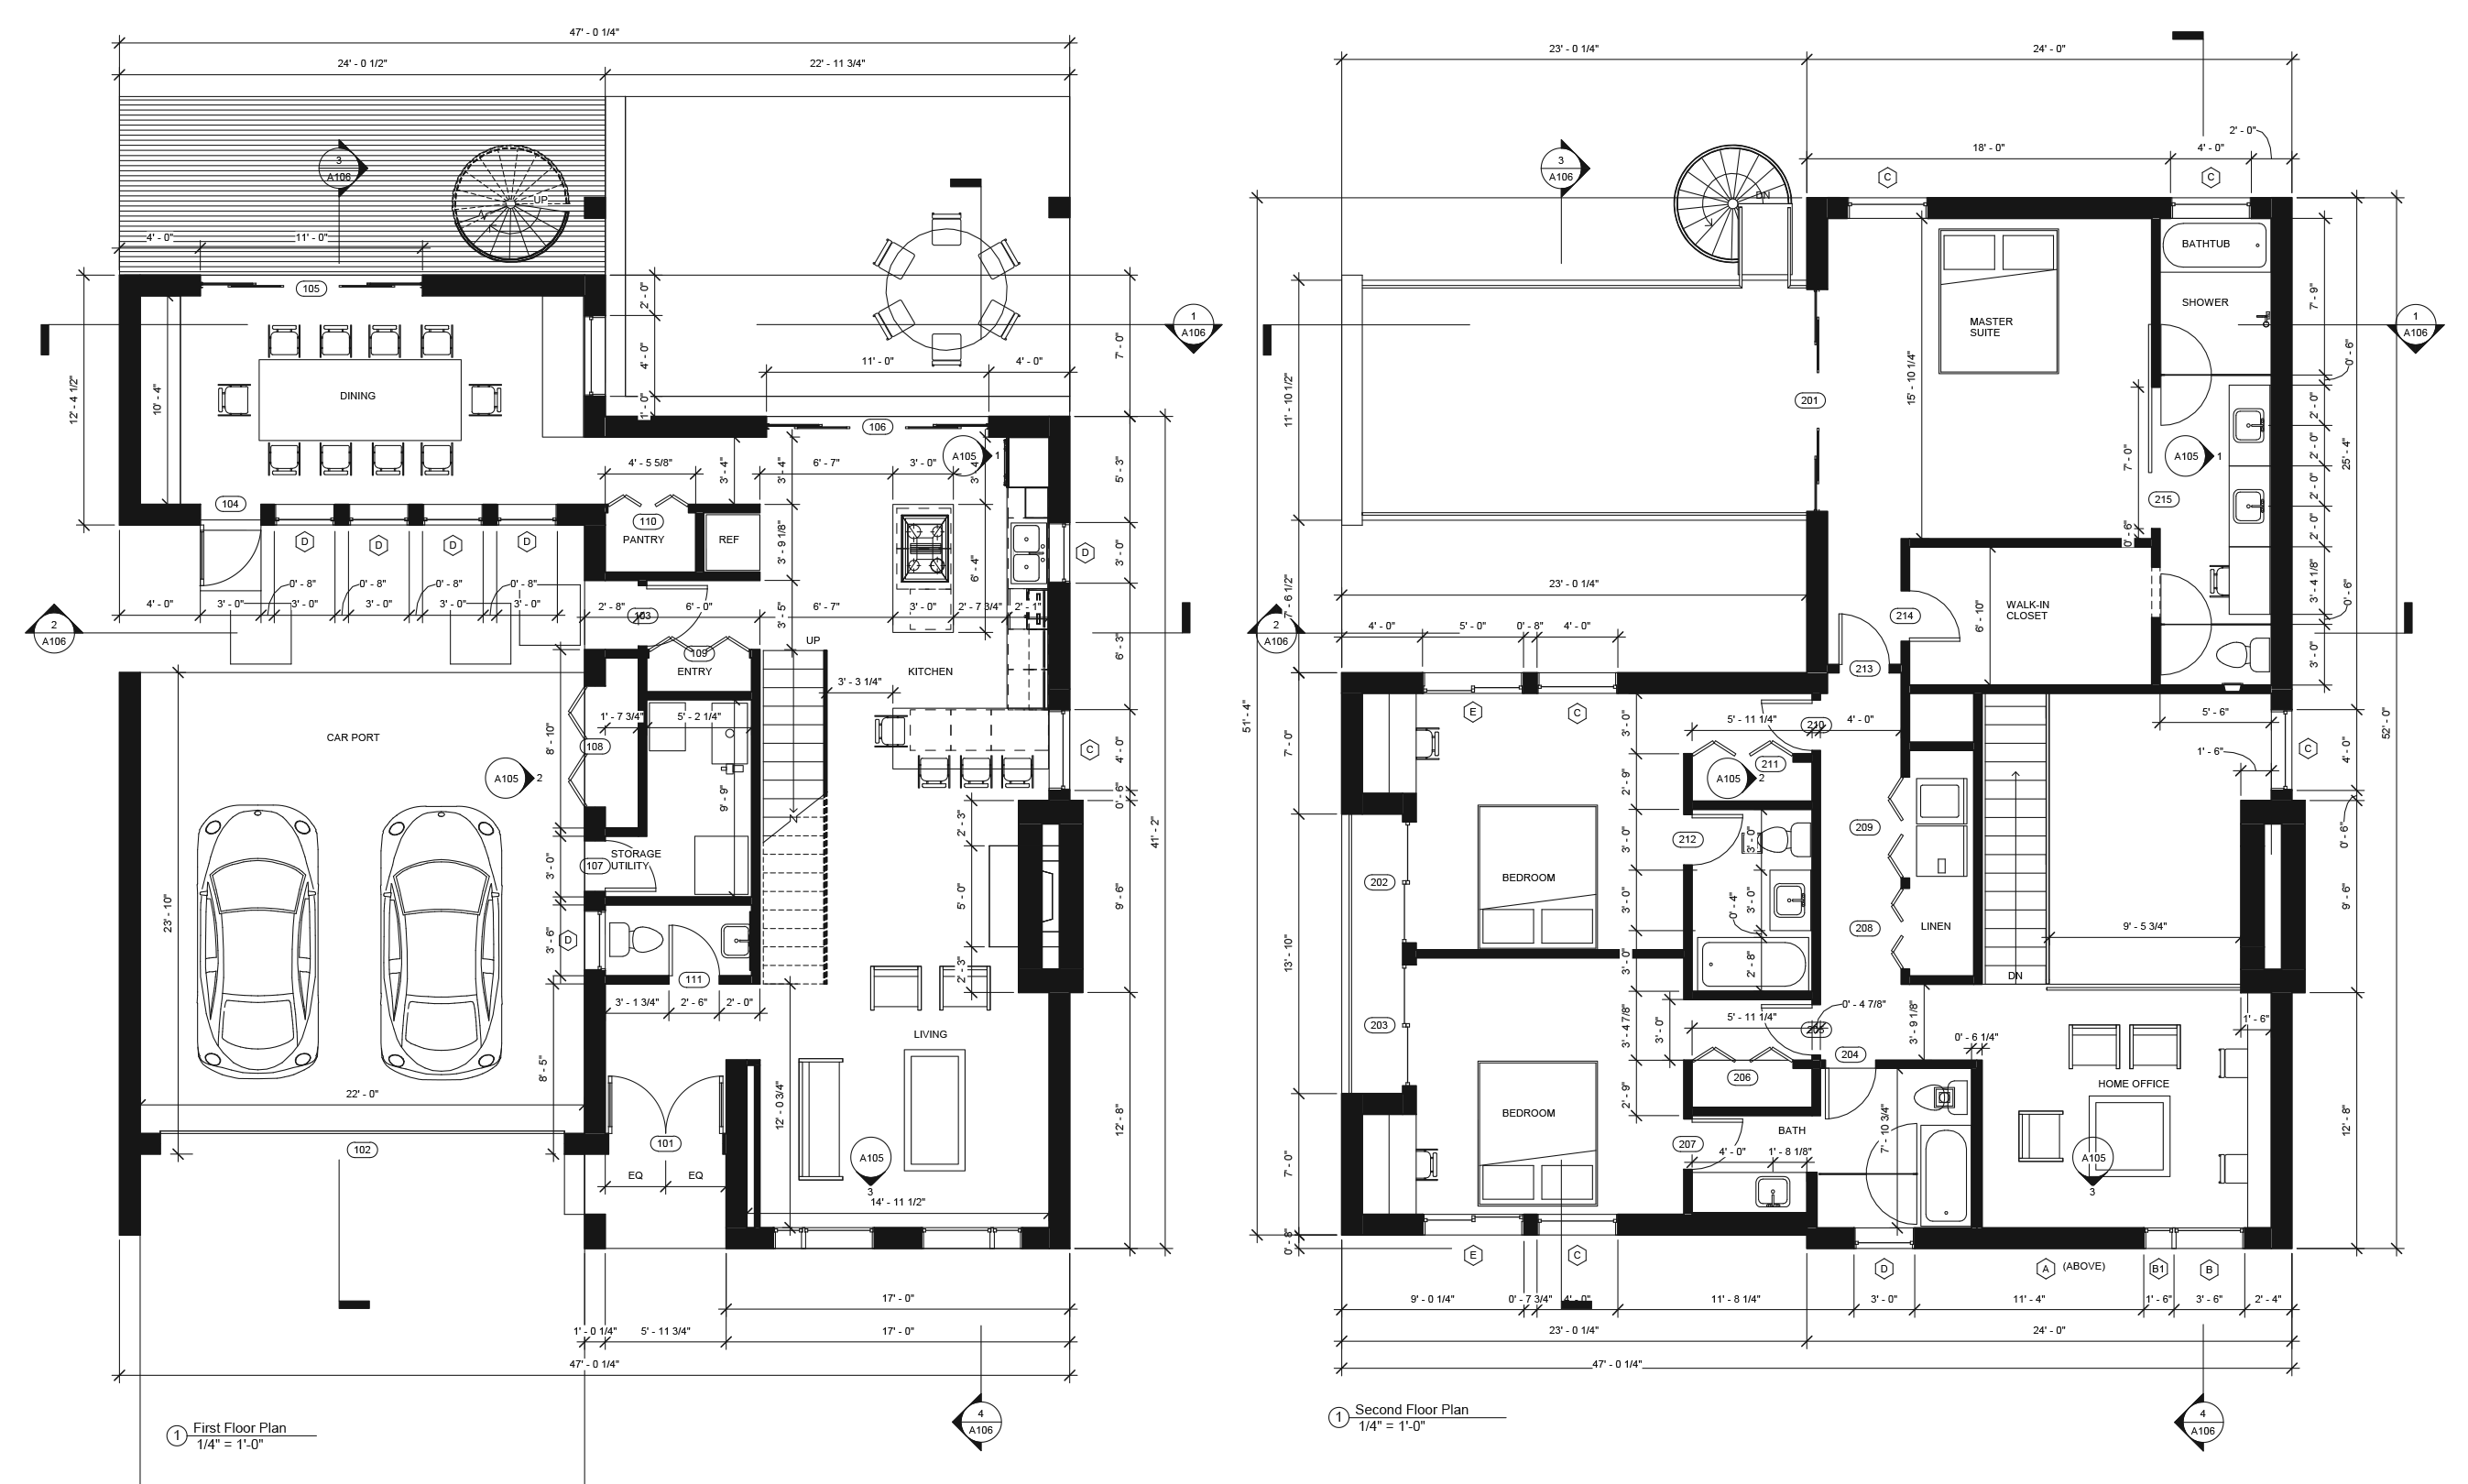 47' - 0 1/4"
24' - 0 1/2"
22' - 11 3/4"
3
A106
UP
4' - 0"
11' - 0"
105
2' - 0"
4' - 0"
1' - 0"
7' - 0"
1
A106
12' - 4 1/2"
10' - 4"
DINING
11' - 0"
4' - 0"
106
A105
1
4' - 5 5/8"
3' - 4"
3' - 4"
6' - 7"
3' - 0"
3' - 4"
5' - 3"
104
110
PANTRY
REF
3' - 9 1/8"
6' - 4"
D
D
D
D
D
3' - 0"
0' - 8"
0' - 8"
0' - 8"
0' - 8"
4' - 0"
3' - 0"
3' - 0"
3' - 0"
3' - 0"
3' - 0"
2' - 8"
103
6' - 0"
3' - 5"
6' - 7"
3' - 0"
2' - 7 3/4"
2' - 1"
2
A106
109
ENTRY
UP
KITCHEN
6' - 3"
3' - 3 1/4"
1' - 7 3/4"
5' - 2 1/4"
CAR PORT
8' - 10"
108
A105
2
9' - 9"
C
4' - 0"
0' - 6"
41' - 2"
107
STORAGE
UTILITY
3' - 0"
2' - 3"
5' - 0"
2' - 3"
9' - 6"
23' - 10"
D
3' - 6"
111
3' - 1 3/4"
2' - 6"
2' - 0"
LIVING
8' - 5"
22' - 0"
12' - 0 3/4"
12' - 8"
102
101
EQ
EQ
A105
3
14' - 11 1/2"
17' - 0"
1' - 0 1/4"
5' - 11 3/4"
17' - 0"
47' - 0 1/4"
4
A106
1
First Floor Plan
1/4" = 1'-0"
23' - 0 1/4"
24' - 0"
2' - 0"
18' - 0"
4' - 0"
3
A106
C
C
DN
BATHTUB
SHOWER
MASTER
SUITE
7' - 9"
1
A106
0' - 6"
11' - 10 1/2"
15' - 10 1/4"
201
2' - 0"
2' - 0"
2' - 0"
2' - 0"
25' - 4"
A105
1
7' - 0"
215
0' - 6"
3' - 4 1/8"
0' - 6"
7' - 6 1/2"
23' - 0 1/4"
214
6' - 10"
WALK-IN
CLOSET
2
A106
4' - 0"
5' - 0"
0' - 8"
4' - 0"
213
3' - 0"
E
C
3' - 0"
5' - 11 1/4"
210
4' - 0"
5' - 6"
51' - 4"
52' - 0"
7' - 0"
211
A105
2
2' - 9"
1' - 6"
C
4' - 0"
0' - 6"
209
212
3' - 0"
3' - 0"
BEDROOM
202
3' - 0"
0' - 4"
3' - 0"
9' - 6"
208
LINEN
9' - 5 3/4"
13' - 10"
3' - 0"
2' - 8"
DN
203
3' - 4 7/8"
3' - 0"
5' - 11 1/4"
0' - 4 7/8"
205
204
3' - 9 1/8"
0' - 6 1/4"
1' - 6"
206
HOME OFFICE
2' - 9"
BEDROOM
BATH
207
4' - 0"
1' - 8 1/8"
7' - 10 3/4"
A105
3
12' - 8"
7' - 0"
0' - 8"
E
C
D
A
(ABOVE)
B1
B
9' - 0 1/4"
0' - 7 3/4"
4' - 0"
11' - 8 1/4"
3' - 0"
11' - 4"
1' - 6"
3' - 6"
2' - 4"
23' - 0 1/4"
24' - 0"
47' - 0 1/4"
4
A106
1
Second Floor Plan
1/4" = 1'-0"